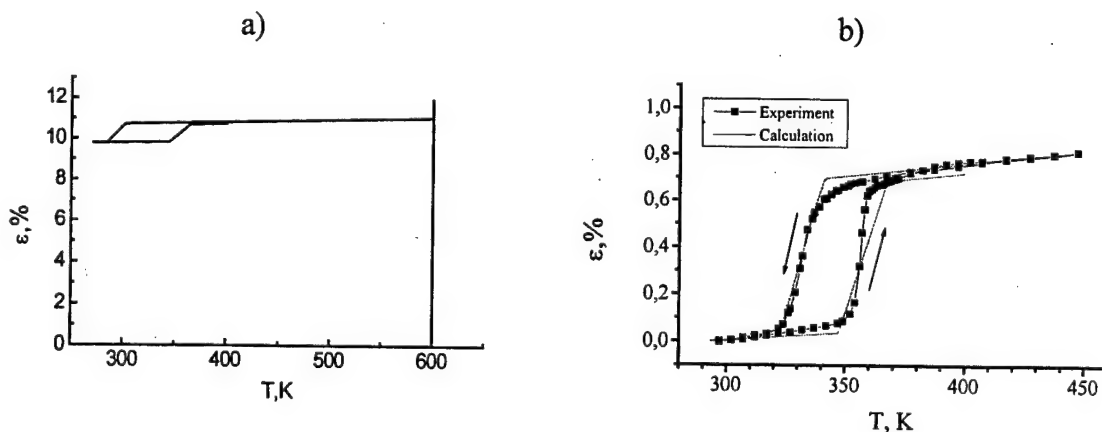 a)
12
10
8
6
4
2
0
ε,%
300
400
500
600
T,K
b)
1,0
0,8
0,6
0,4
0,2
0,0
ε,%
Experiment
Calculation
300
350
400
450
T, K